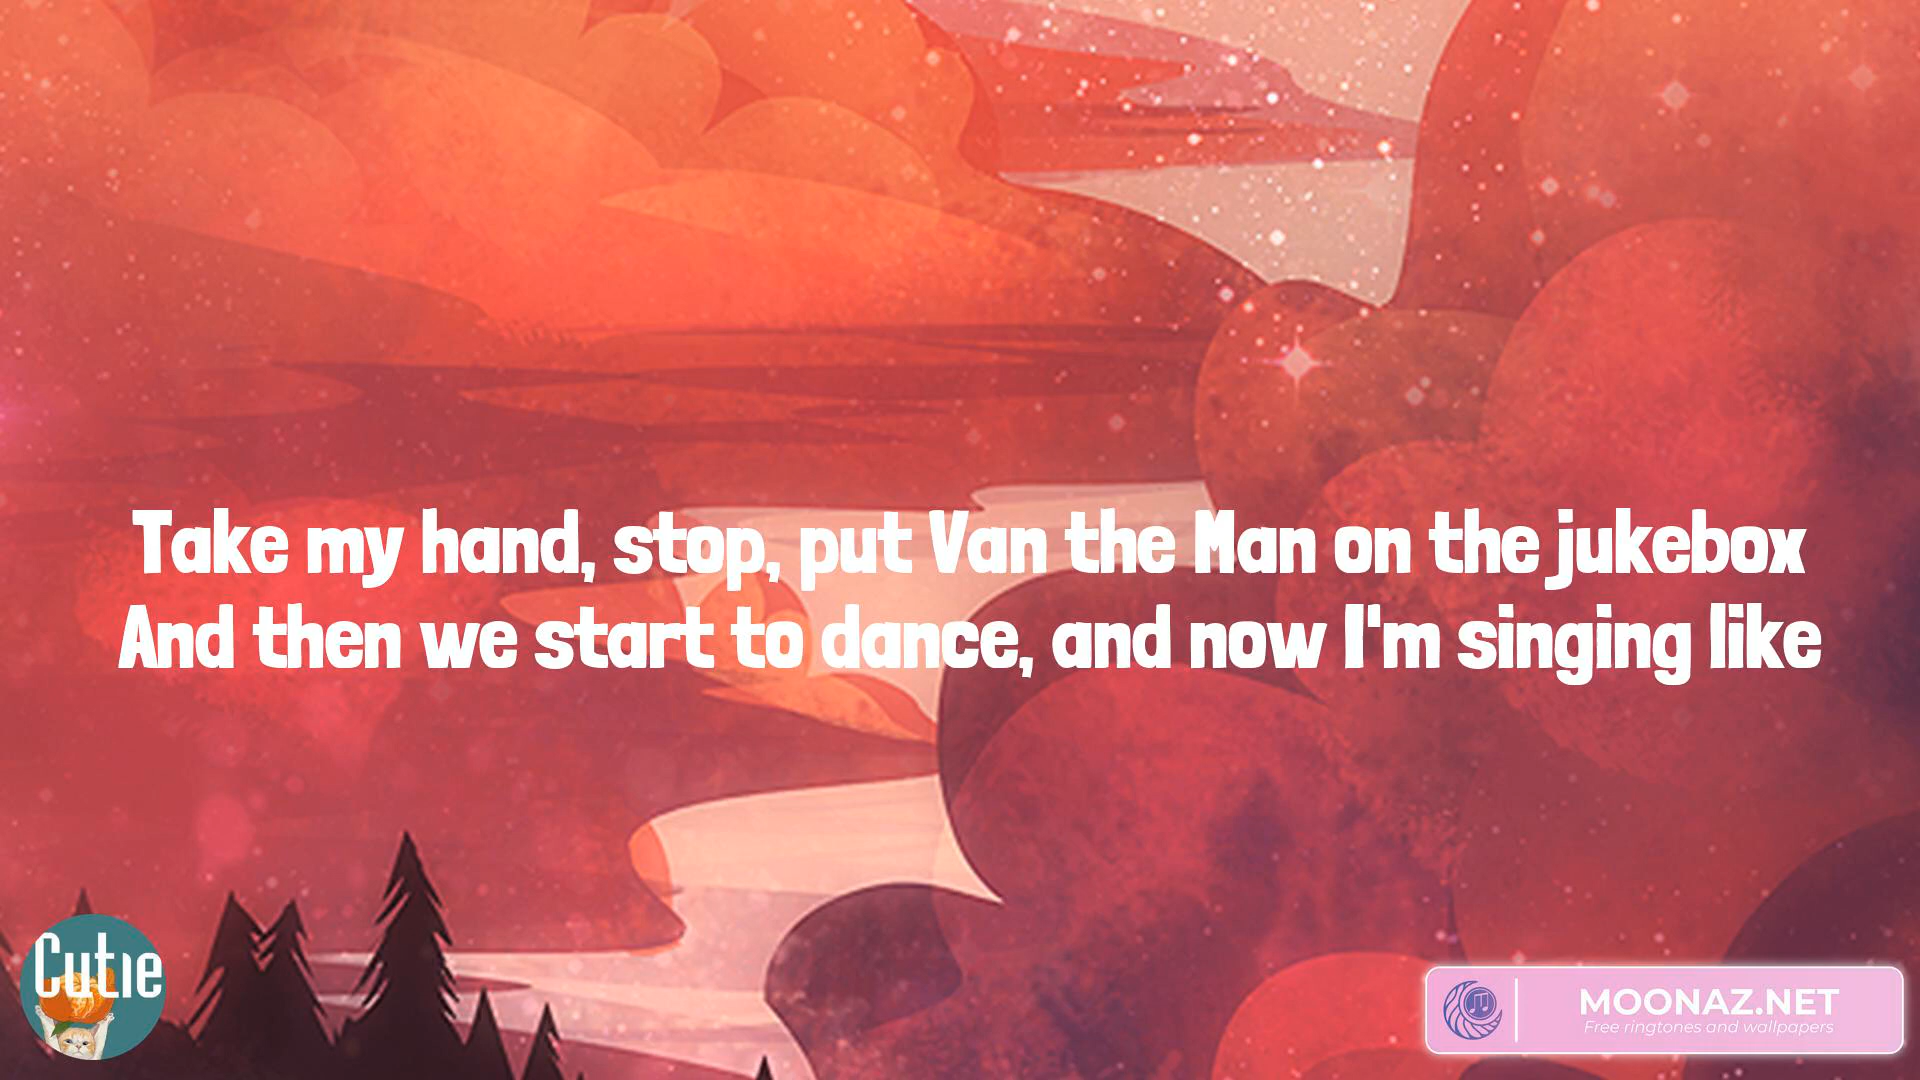 Take my hand, stop, put Van the Man on the jukebox
And then we start to dance, and now I'm singing like
Cutie
MOONAZ.NET
Free ringtones and wallpapers